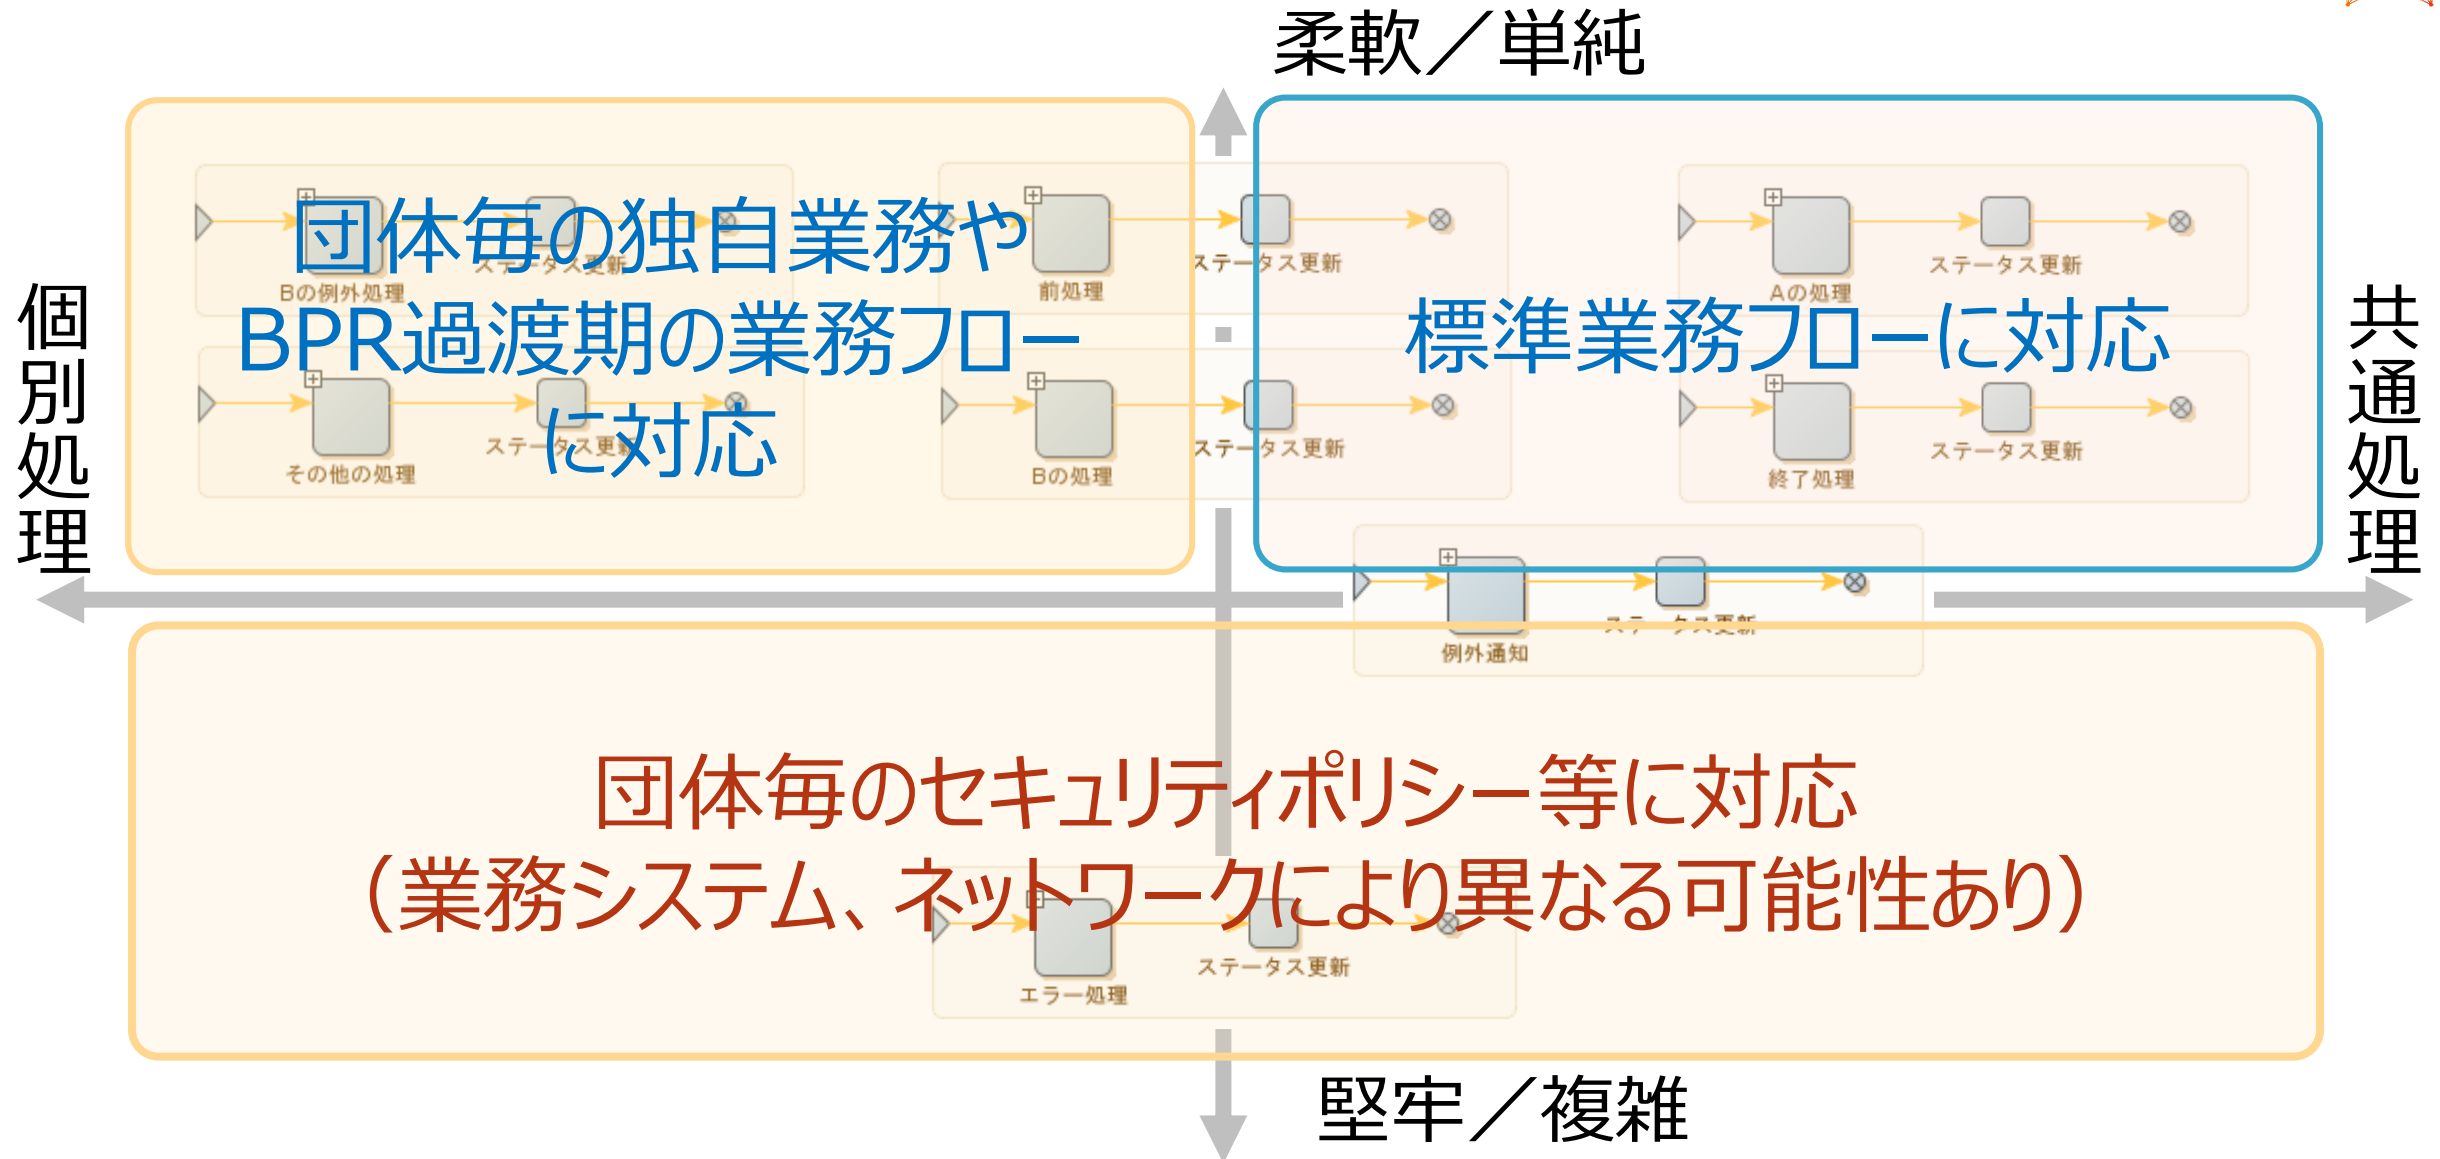 柔軟／単純
個別処理
共通処理
団体毎の独自業務や
BPR過渡期の業務フロー
に対応
標準業務フローに対応
Bの例外処理
ステータス更新
前処理
ステータス更新
Aの処理
ステータス更新
その他の処理
ステータス更新
Bの処理
ステータス更新
終了処理
ステータス更新
例外通知
ステータス更新
団体毎のセキュリティポリシー等に対応
（業務システム、ネットワークにより異なる可能性あり）
エラー処理
ステータス更新
堅牢／複雑